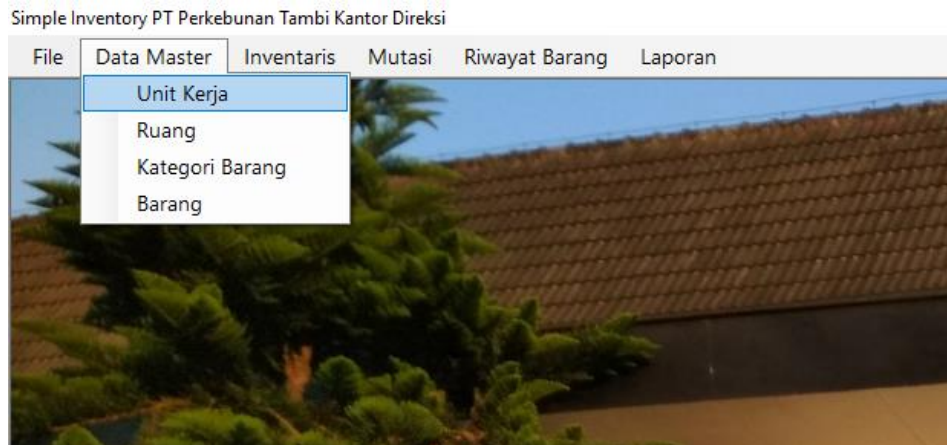 Simple Inventory PT Perkebunan Tambi Kantor Direksi
File Data Master Inventaris Mutasi Riwayat Barang Laporan
Unit Kerja
Ruang
Kategori Barang
Barang